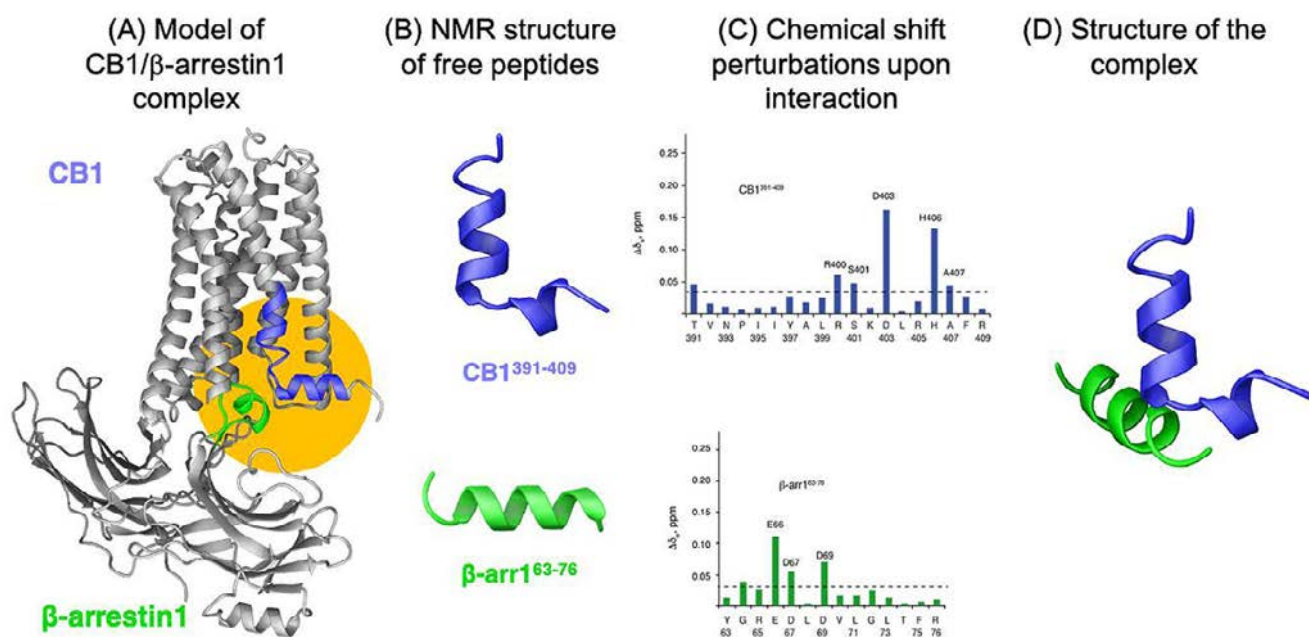 (A) Model of
CB1/β-arrestin1
complex
CB1
β-arrestin1
(B) NMR structure
of free peptides
CB1391-409
β-arr163-76
(C) Chemical shift
perturbations upon
interaction
0.25
0.20
0.15
0.10
0.05
Δδ, ppm
CB1391-409
R400
S401
D403
H406
A407
T V N P I I Y A L R S K D L R H A F R
391 393 395 397 399 401 403 405 407 409
0.25
0.20
0.15
0.10
0.05
Δδ, ppm
β-arr163-76
E66
D67
D69
Y G R E D L D V L G L T F R
63 65 67 69 71 73 75 76
(D) Structure of the
complex